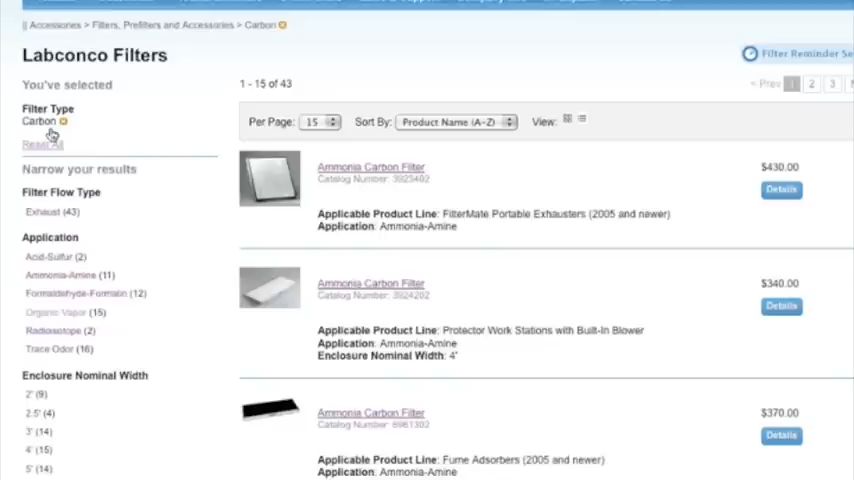 Accessories > Filters, Prefilters and Accessories > Carbon
Labconco Filters
Filter Reminder Se
You've selected
1 - 15 of 43
< Prev 1 2 3
Filter Type
Carbon
Reset All
Per Page: 15 Sort By: Product Name (A-Z) View:
Narrow your results
Filter Flow Type
Exhaust (43)
Application
Acid-Sulfur (2)
Ammonia-Amine (11)
Formaldehyde-Formalin (12)
Organic Vapor (15)
Radioisotope (2)
Trace Odor (16)
Enclosure Nominal Width
2' (9)
2.5' (4)
3' (14)
4' (15)
5' (14)
Ammonia Carbon Filter
$430.00
Catalog Number: 3923402
Details
Applicable Product Line: FilterMate Portable Exhausters (2005 and newer)
Application: Ammonia-Amine
Ammonia Carbon Filter
$340.00
Catalog Number: 3924202
Details
Applicable Product Line: Protector Work Stations with Built-In Blower
Application: Ammonia-Amine
Enclosure Nominal Width: 4'
Ammonia Carbon Filter
$370.00
Catalog Number: 6961302
Details
Applicable Product Line: Fume Adsorbers (2005 and newer)
Application: Ammonia-Amine